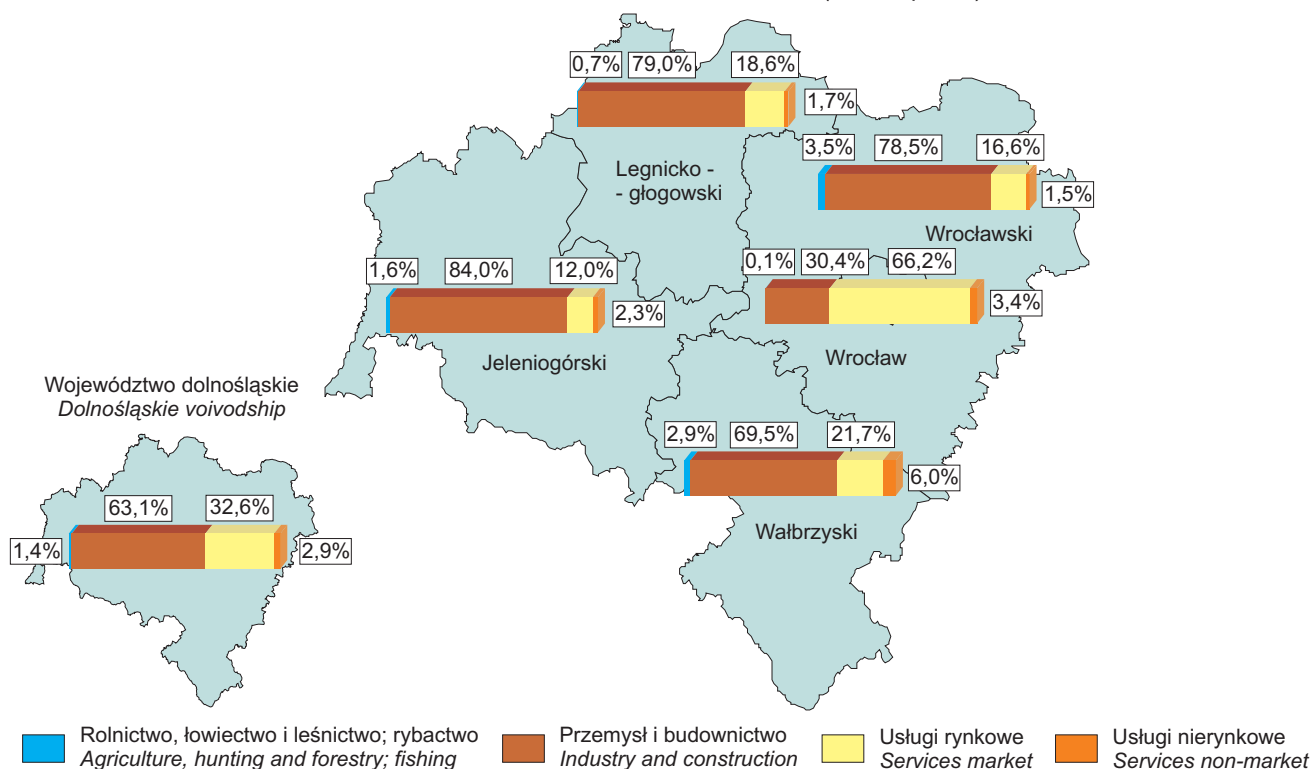 0,7% 79,0% 18,6%
1,7%
Legnicko -
- głogowski
3,5% 78,5% 16,6%
1,5%
Wrocławski
1,6% 84,0% 12,0%
2,3%
Jeleniogórski
0,1% 30,4% 66,2%
3,4%
Wrocław
2,9% 69,5% 21,7%
6,0%
Wałbrzyski
Województwo dolnośląskie
Dolnośląskie voivodship
63,1% 32,6%
1,4% 2,9%
Rolnictwo, łowiectwo i leśnictwo; rybactwo
Agriculture, hunting and forestry; fishing
Przemysł i budownictwo
Industry and construction
Usługi rynkowe
Services market
Usługi nierynkowe
Services non-market